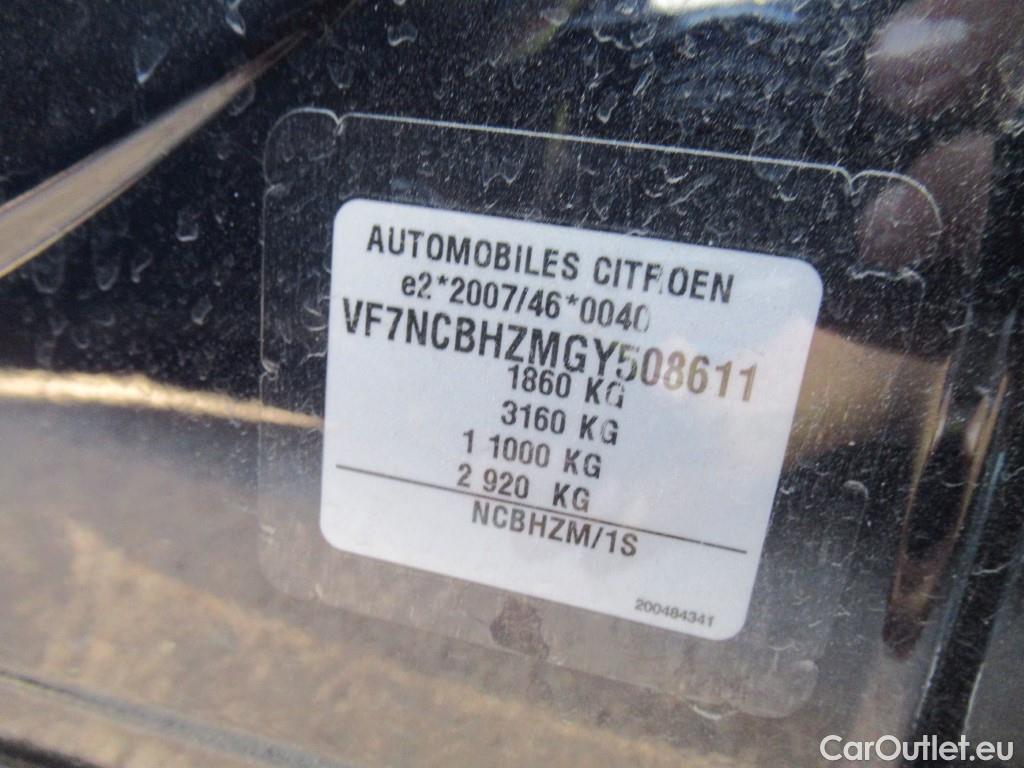 AUTOMOBILES CITROEN
e2*2007/46*0040
VF7NCBHZMGY508611
1860 KG
3160 KG
1 1000 KG
2 920 KG
NCBHZM/1S
200484341
CarOutlet.eu